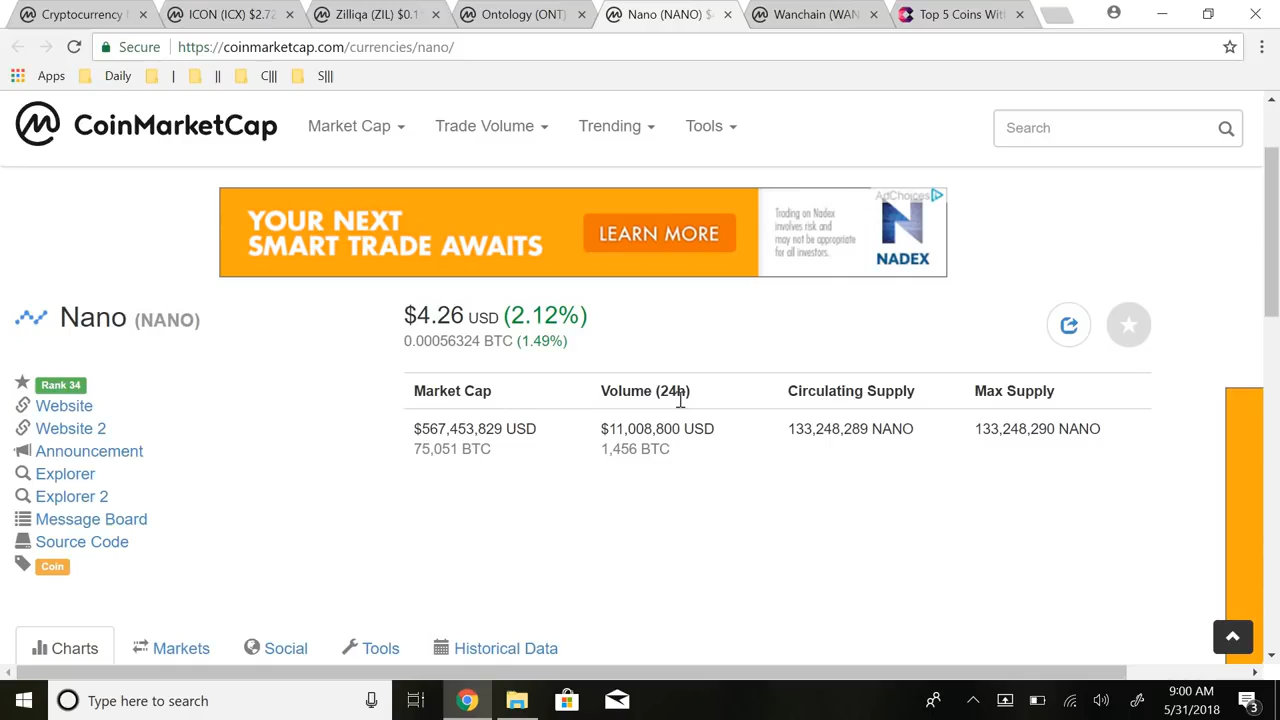 Cryptocurrency
ICON (ICX) $2.72
Zilliqa (ZIL) $0.1
Ontology (ONT)
Nano (NANO) $4
Wanchain (WAN
Top 5 Coins With
Secure https://coinmarketcap.com/currencies/nano/
Apps Daily | || C||| S|||
CoinMarketCap Market Cap Trade Volume Trending Tools Search
YOUR NEXT
SMART TRADE AWAITS
LEARN MORE
AdChoices
Trading on Nadex
involves risk and
may not be appropriate
for all investors.
NADEX
Nano (NANO)
$4.26 USD (2.12%)
0.00056324 BTC (1.49%)
Rank 34
Website
Website 2
Announcement
Explorer
Explorer 2
Message Board
Source Code
Coin
Market Cap Volume (24h) Circulating Supply Max Supply
$567,453,829 USD $11,008,800 USD 133,248,289 NANO 133,248,290 NANO
75,051 BTC 1,456 BTC
Charts Markets Social Tools Historical Data
Type here to search
9:00 AM
5/31/2018
3